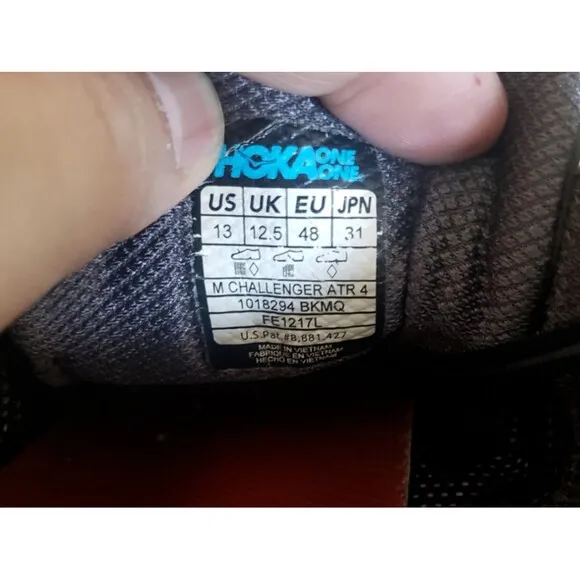 HOKA ONE ONE
US UK EU JPN
13 12.5 48 31
M CHALLENGER ATR 4
1018294 BKMQ
FE1217L
U.S.Pat.#8,881,427
MADE IN VIETNAM
FABRIQUE EN VIETNAM
HECHO EN VIETNAM